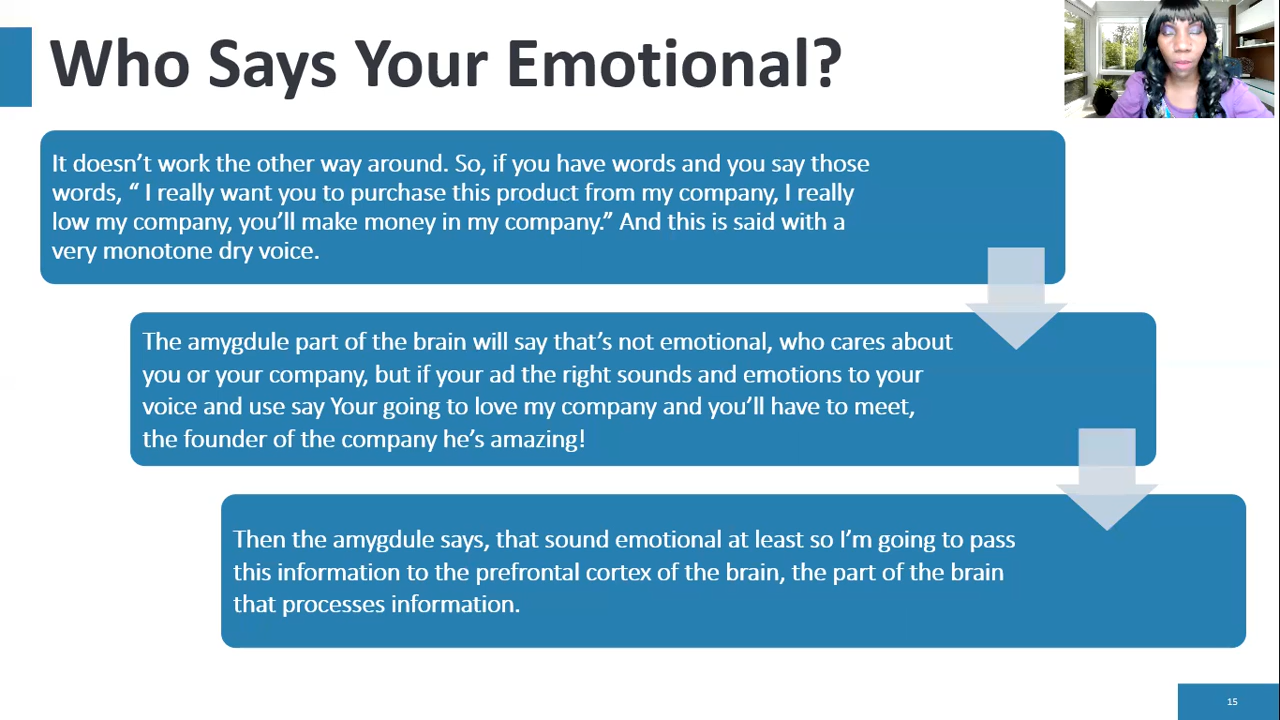 Who Says Your Emotional?
It doesn't work the other way around. So, if you have words and you say those
words, “ I really want you to purchase this product from my company, I really
low my company, you'll make money in my company.” And this is said with a
very monotone dry voice.
The amygdule part of the brain will say that's not emotional, who cares about
you or your company, but if your ad the right sounds and emotions to your
voice and use say Your going to love my company and you'll have to meet,
the founder of the company he's amazing!
Then the amygdule says, that sound emotional at least so I'm going to pass
this information to the prefrontal cortex of the brain, the part of the brain
that processes information.
15